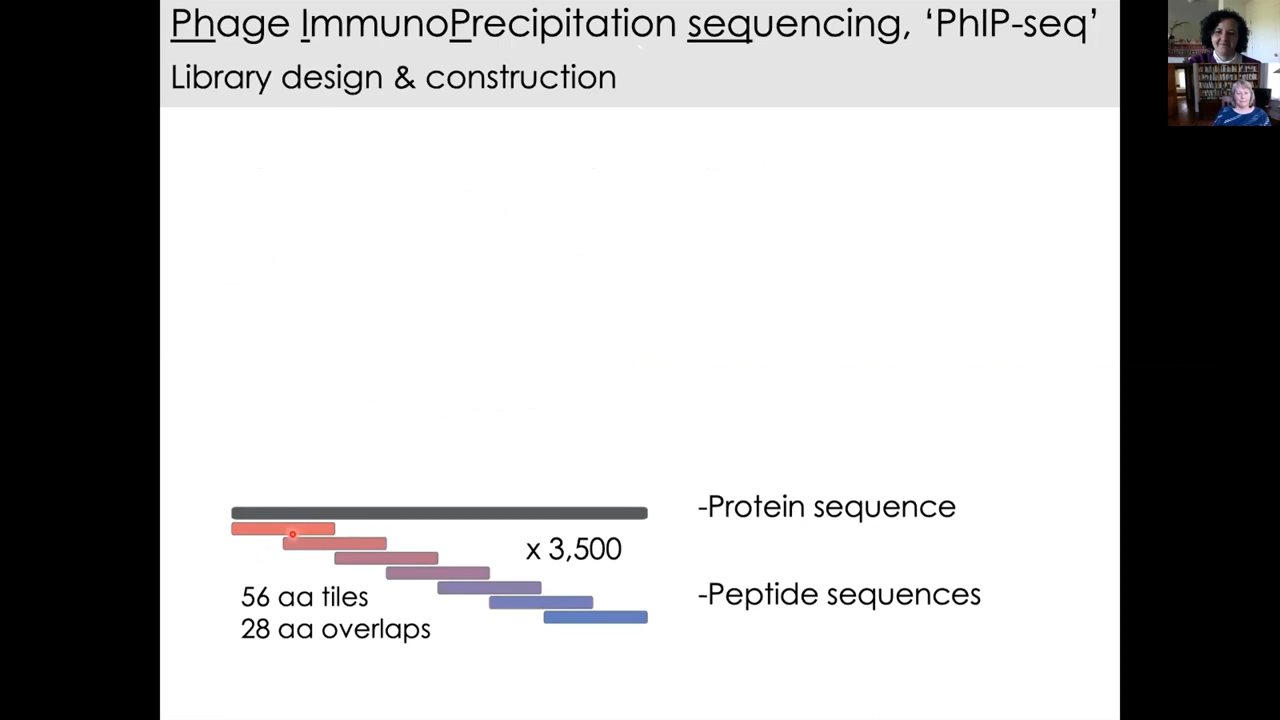 Phage ImmunoPrecipitation sequencing, ‘PhIP-seq’
Library design & construction
-Protein sequence
x 3,500
56 aa tiles
28 aa overlaps
-Peptide sequences